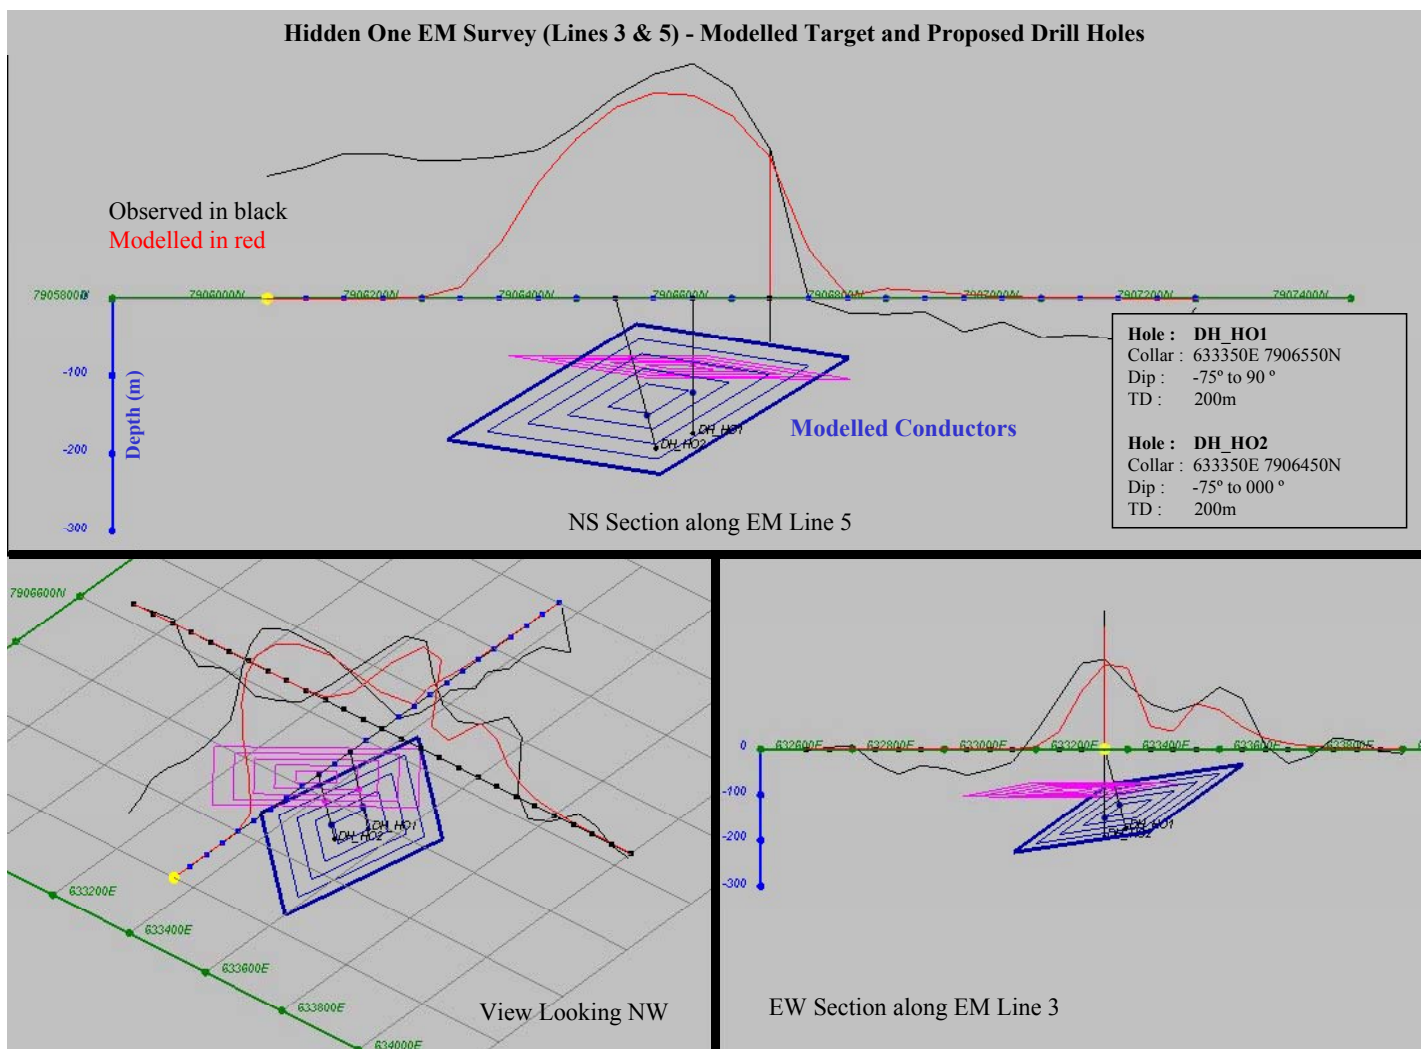 Hidden One EM Survey (Lines 3 & 5) - Modelled Target and Proposed Drill Holes
Observed in black
Modelled in red
7905800N
0
7906000N
7906200N
7906400N
7906600N
7906800N
7907000N
7907200N
7907400N
-100
-200
-300
Depth (m)
DH_HO1
DH_HO2
Modelled Conductors
NS Section along EM Line 5
Hole : DH_HO1
Collar : 633350E 7906550N
Dip : -75º to 90 º
TD : 200m
Hole : DH_HO2
Collar : 633350E 7906450N
Dip : -75º to 000 º
TD : 200m
7906600N
DH_HO1
DH_HO2
633200E
633400E
633600E
633800E
634000E
View Looking NW
0
632600E
632800E
633000E
633200E
633400E
633600E
633800E
-100
-200
-300
DH_HO1
DH_HO2
EW Section along EM Line 3